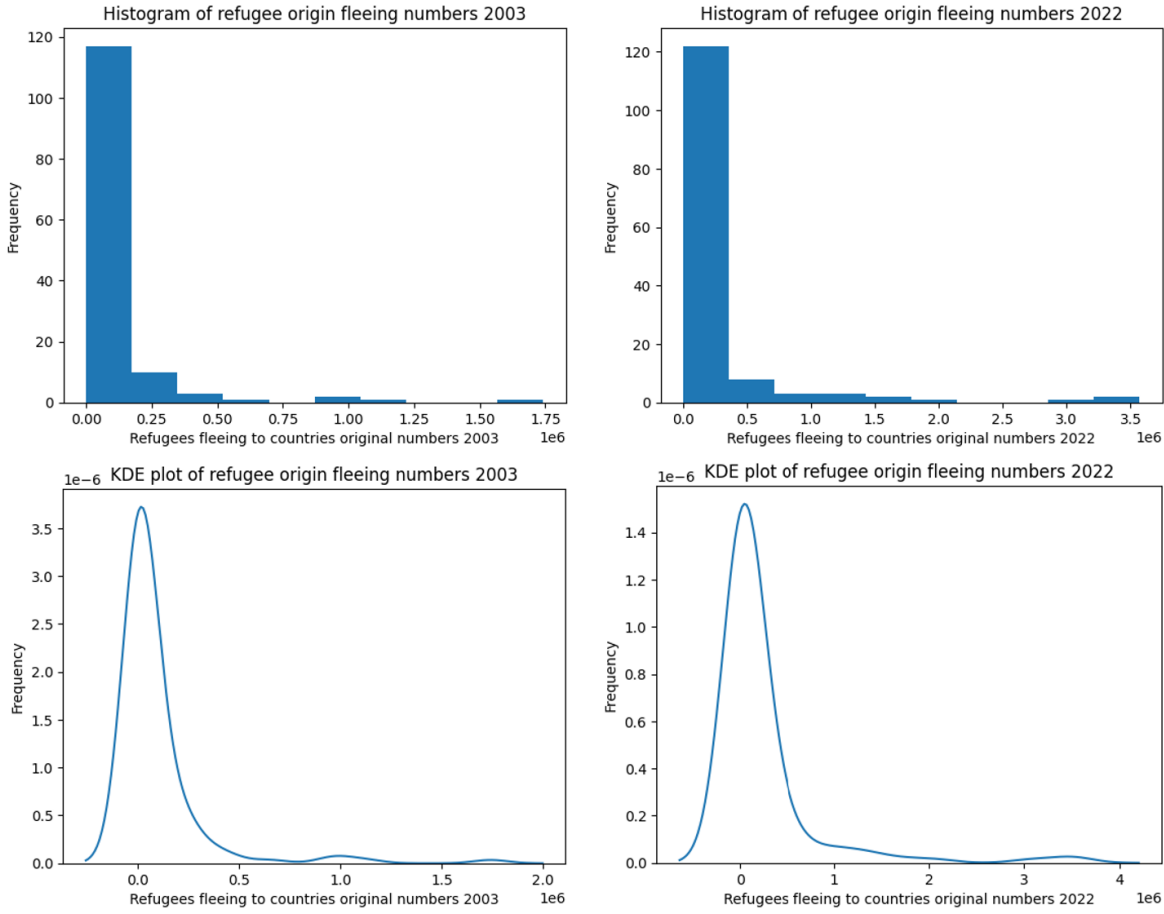 Histogram of refugee origin fleeing numbers 2003
Frequency
120
100
80
60
40
20
0
0.00 0.25 0.50 0.75 1.00 1.25 1.50 1.75
Refugees fleeing to countries original numbers 2003 1e6
Histogram of refugee origin fleeing numbers 2022
Frequency
120
100
80
60
40
20
0
0.0 0.5 1.0 1.5 2.0 2.5 3.0 3.5
Refugees fleeing to countries original numbers 2022 1e6
1e−6 KDE plot of refugee origin fleeing numbers 2003
Frequency
3.5
3.0
2.5
2.0
1.5
1.0
0.5
0.0
0.0 0.5 1.0 1.5 2.0
Refugees fleeing to countries original numbers 2003 1e6
1e−6 KDE plot of refugee origin fleeing numbers 2022
Frequency
1.4
1.2
1.0
0.8
0.6
0.4
0.2
0.0
0 1 2 3 4
Refugees fleeing to countries original numbers 2022 1e6